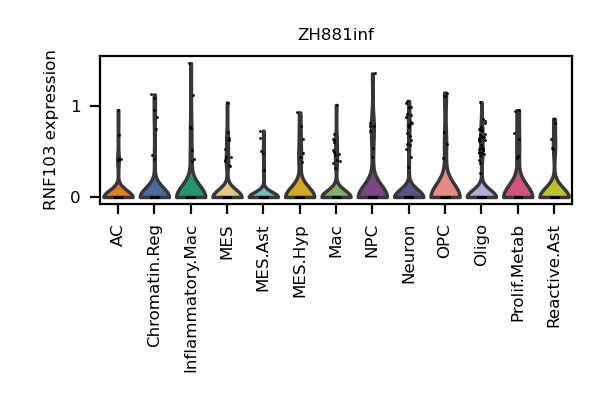 ZH881inf
RNF103 expression
1
0
AC
Chromatin.Reg
Inflammatory.Mac
MES
MES.Ast
MES.Hyp
Mac
NPC
Neuron
OPC
Oligo
Prolif.Metab
Reactive.Ast